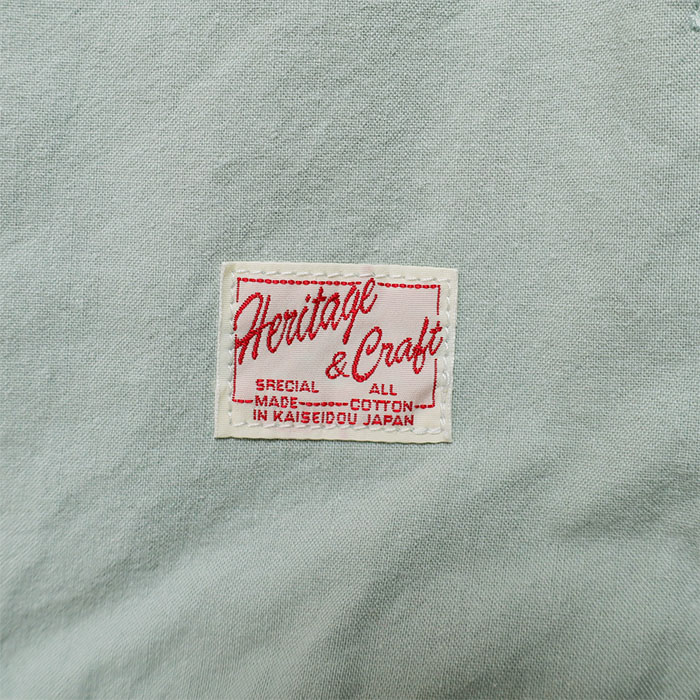 Heritage
& Craft
SRECIAL ALL
MADE COTTON
IN KAISEIDOU JAPAN